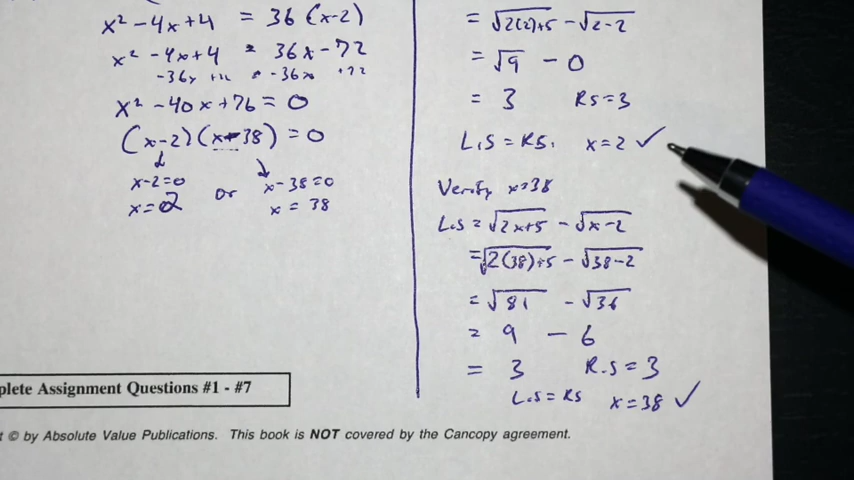 x² - 4x + 4 = 36 (x-2)
x² - 4x + 4 = 36x - 72
-36x +72 -36x +72
x² - 40x + 76 = 0
(x-2)(x-38) = 0
x-2=0 or x-38=0
x=2 x = 38
plete Assignment Questions #1 - #7
t © by Absolute Value Publications. This book is NOT covered by the Cancopy agreement.
= √2(2)+5 - √2-2
= √9 - 0
= 3 RS=3
L.S = RS. x=2 ✓
Verify x=38
L.S = √2x+5 - √x-2
= √2(38)+5 - √38-2
= √81 - √36
= 9 - 6
= 3 R.S = 3
L.S = RS x=38 ✓